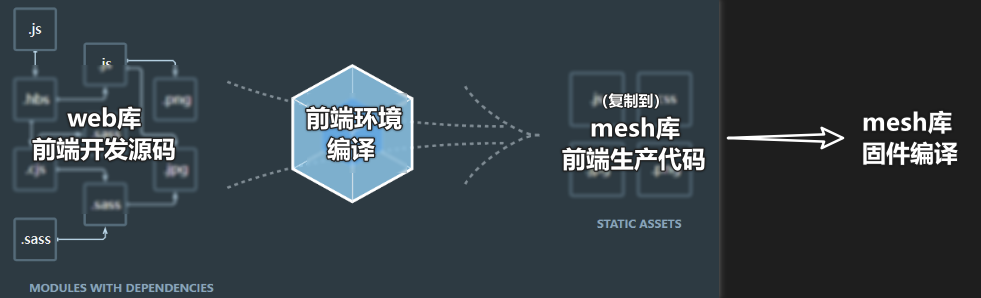 .js
.js
.hbs
.png
web库
前端开发源码
.sass
.cjs
.jpg
.sass
.sass
MODULES WITH DEPENDENCIES
前端环境
编译
(复制到)
mesh库
前端生产代码
STATIC ASSETS
mesh库
固件编译